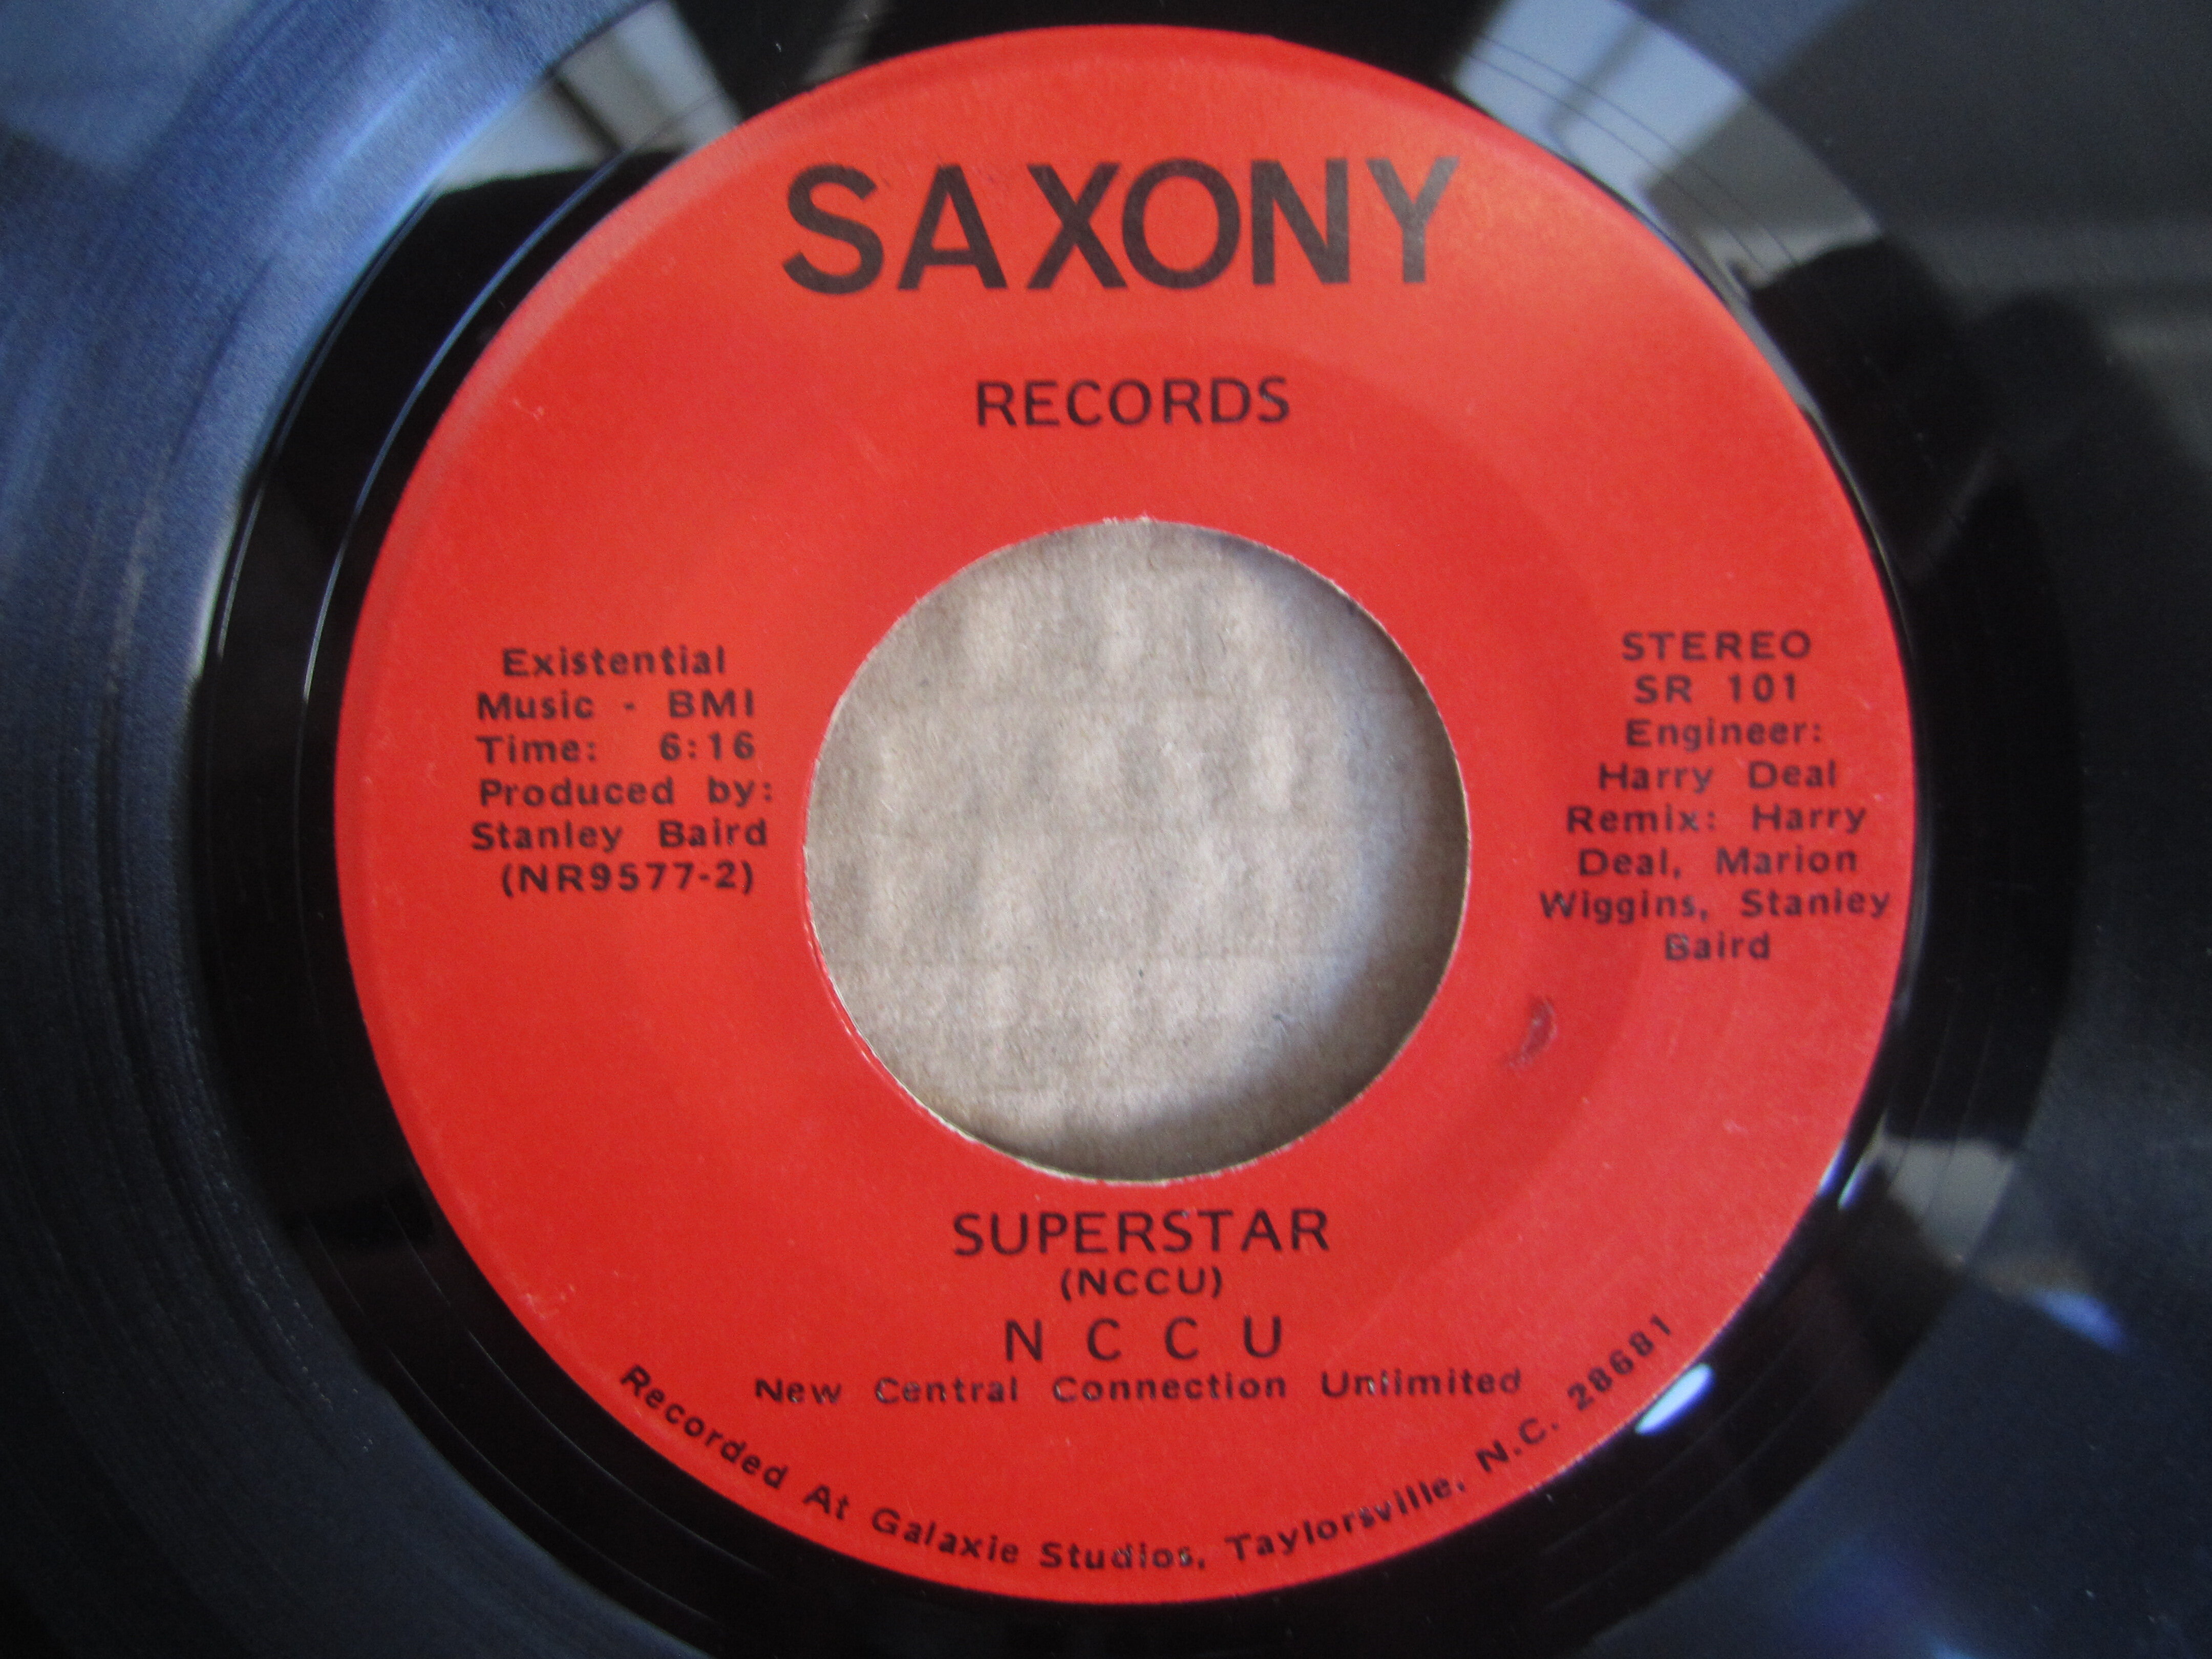 SAXONY
RECORDS
Existential
Music - BMI
Time: 6:16
Produced by:
Stanley Baird
(NR9577-2)
STEREO
SR 101
Engineer:
Harry Deal
Remix: Harry
Deal, Marion
Wiggins, Stanley
Baird
SUPERSTAR
(NCCU)
N C C U
New Central Connection Unlimited
Recorded At Galaxie Studios, Taylorsville, N.C. 28681